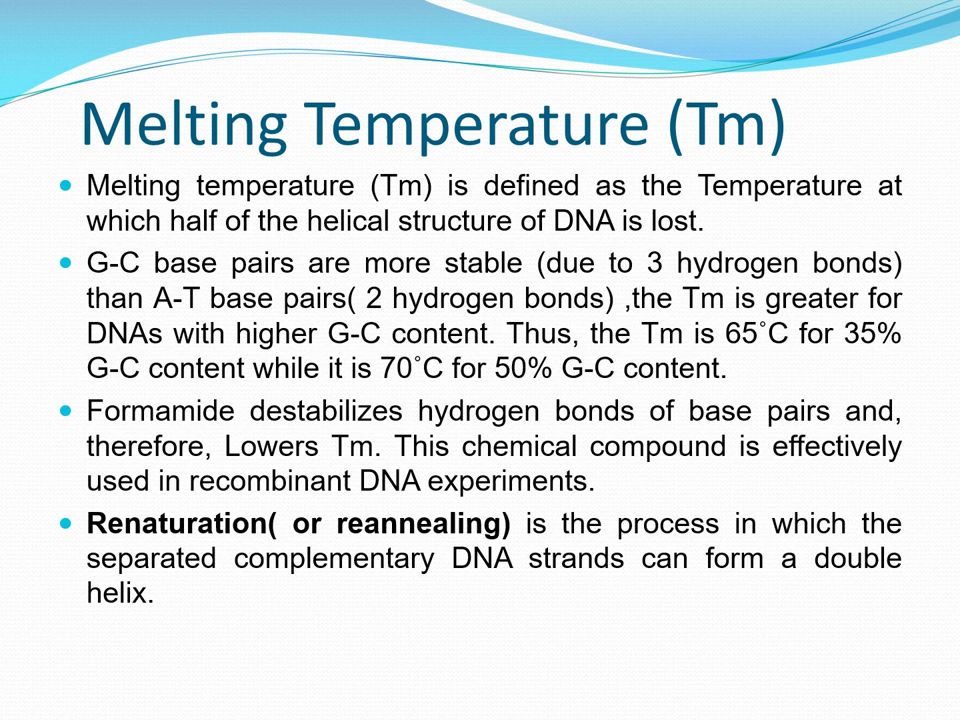 Melting Temperature (Tm)
Melting temperature (Tm) is defined as the Temperature at
which half of the helical structure of DNA is lost.
G-C base pairs are more stable (due to 3 hydrogen bonds)
than A-T base pairs( 2 hydrogen bonds) ,the Tm is greater for
DNAs with higher G-C content. Thus, the Tm is 65˚C for 35%
G-C content while it is 70˚C for 50% G-C content.
Formamide destabilizes hydrogen bonds of base pairs and,
therefore, Lowers Tm. This chemical compound is effectively
used in recombinant DNA experiments.
Renaturation( or reannealing) is the process in which the
separated complementary DNA strands can form a double
helix.